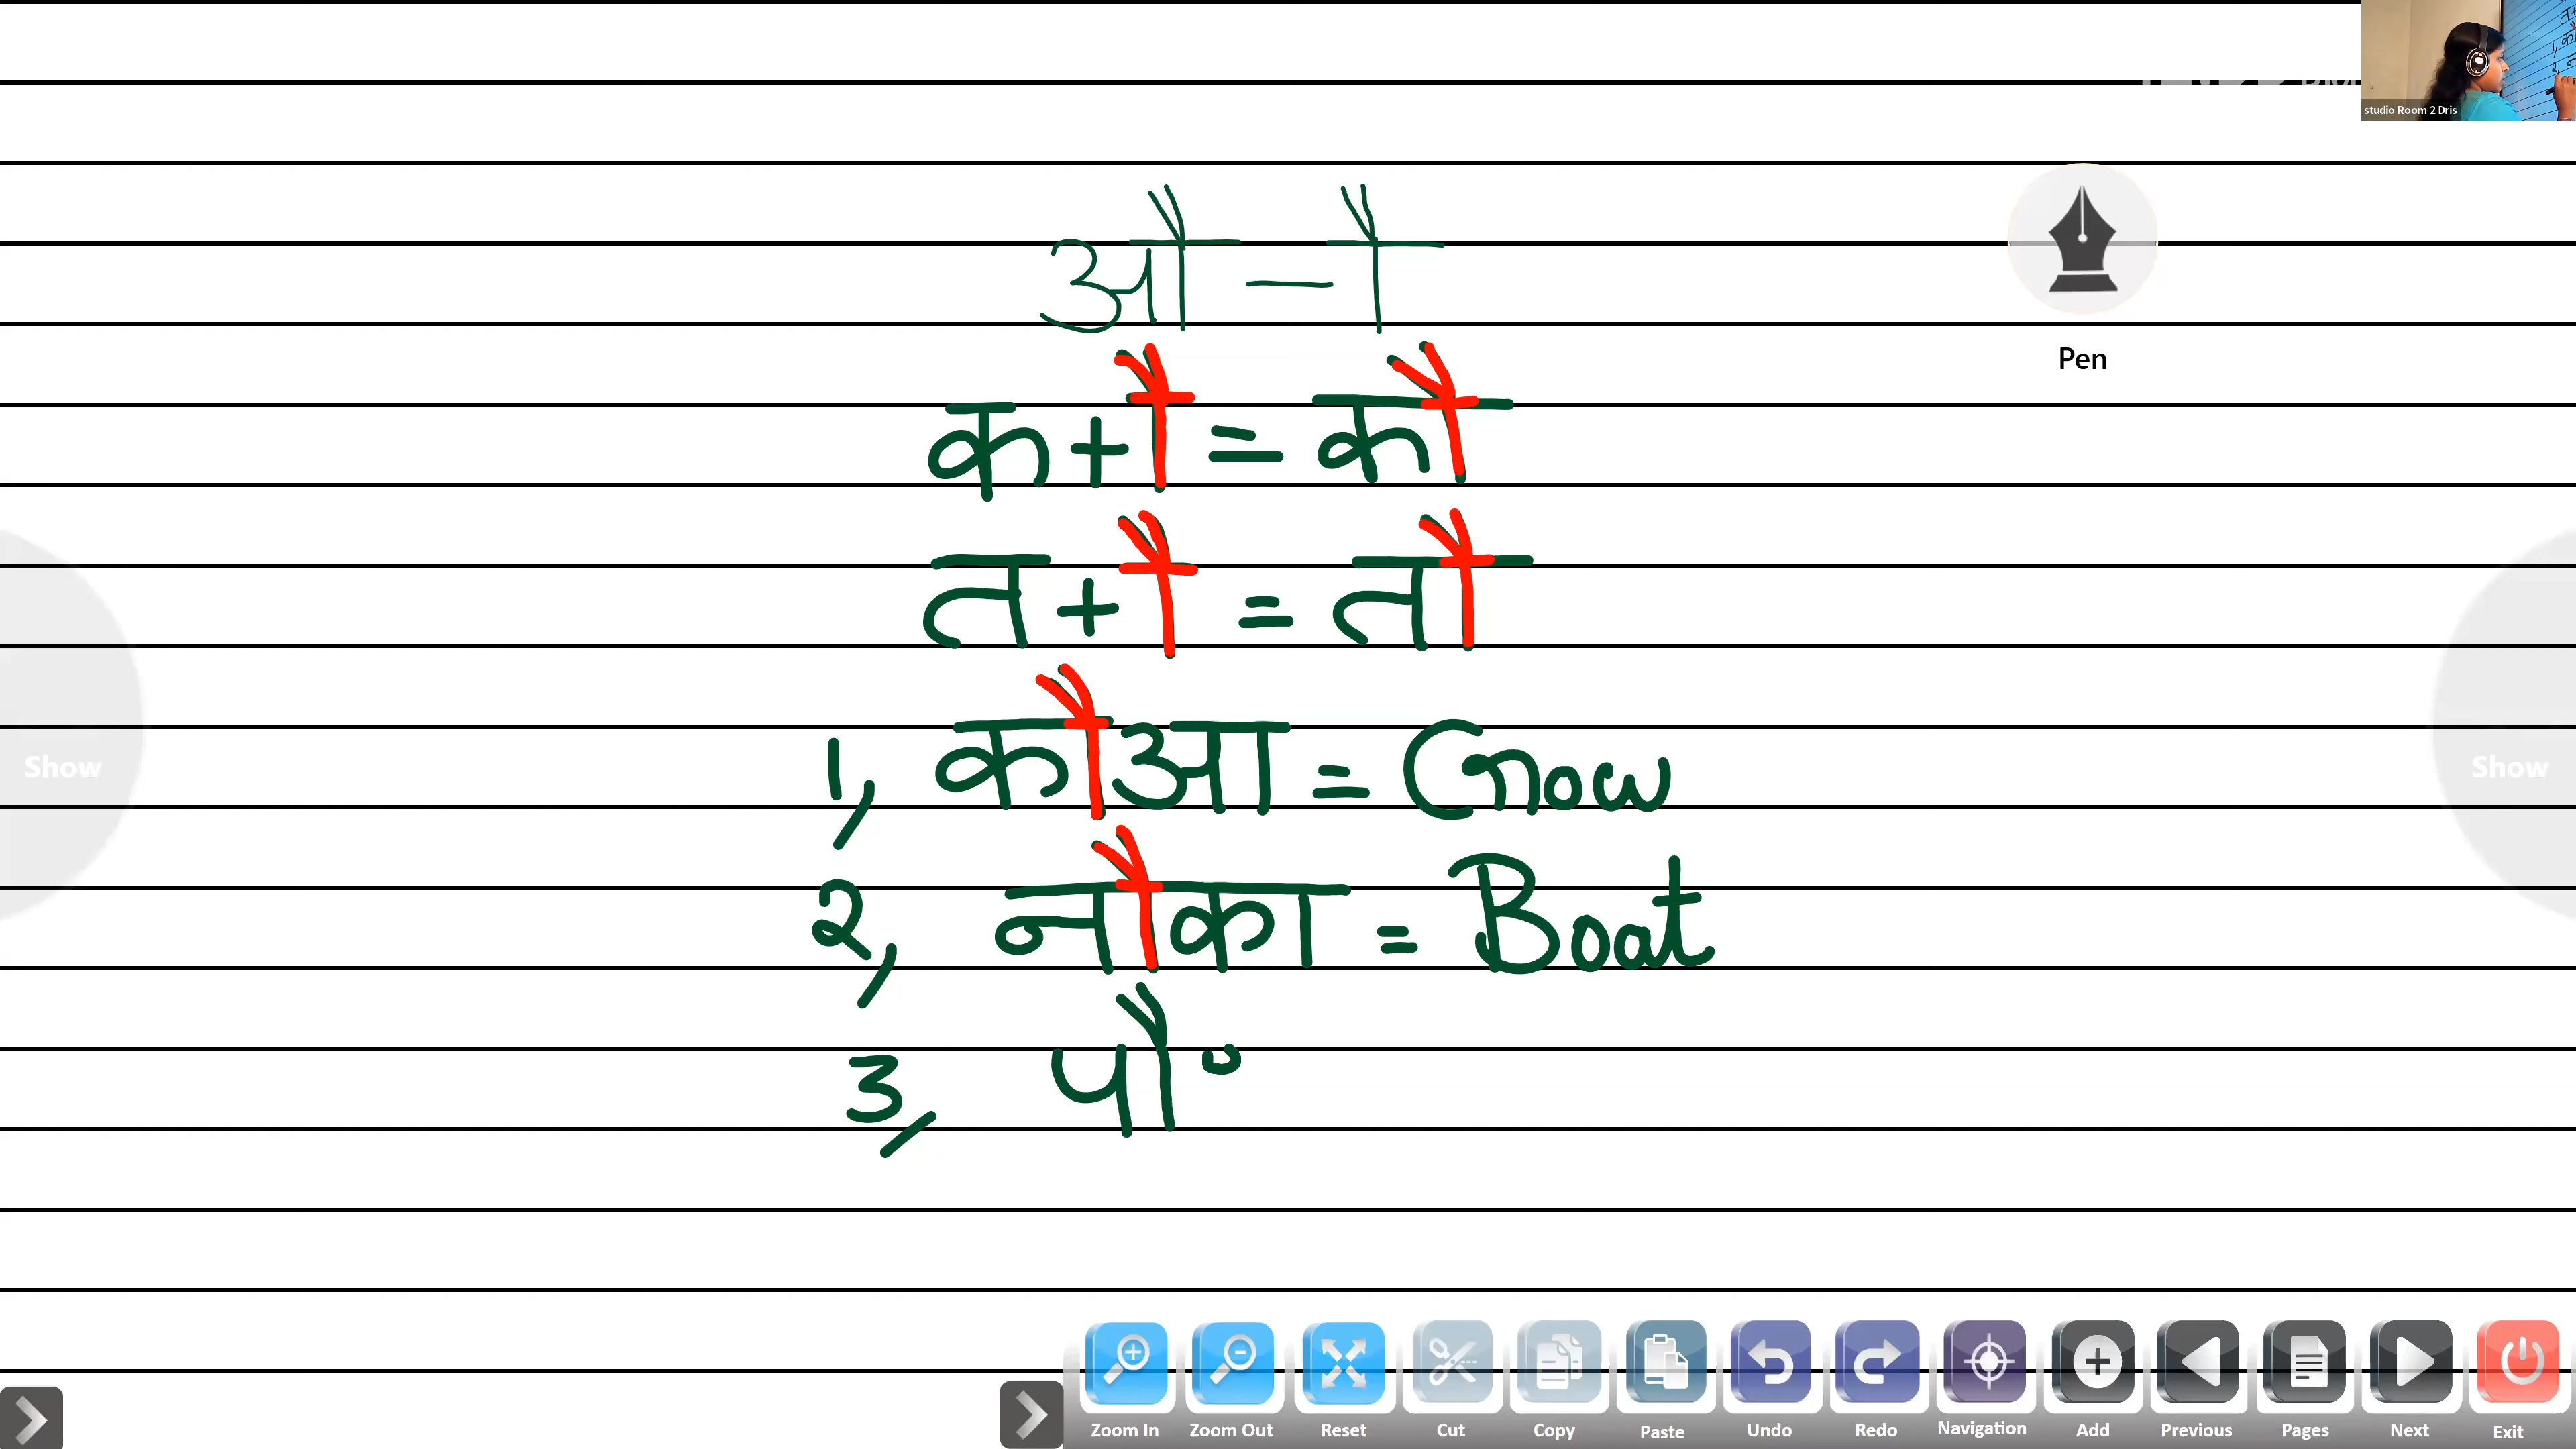 studio Room 2 Dris
Pen
औ — ौ
क + ौ = कौ
त + ौ = तौ
1, कौआ = Crow
2, नौका = Boat
3, पौ
Show
Show
Zoom In Zoom Out Reset Cut Copy Paste Undo Redo Navigation Add Previous Pages Next Exit